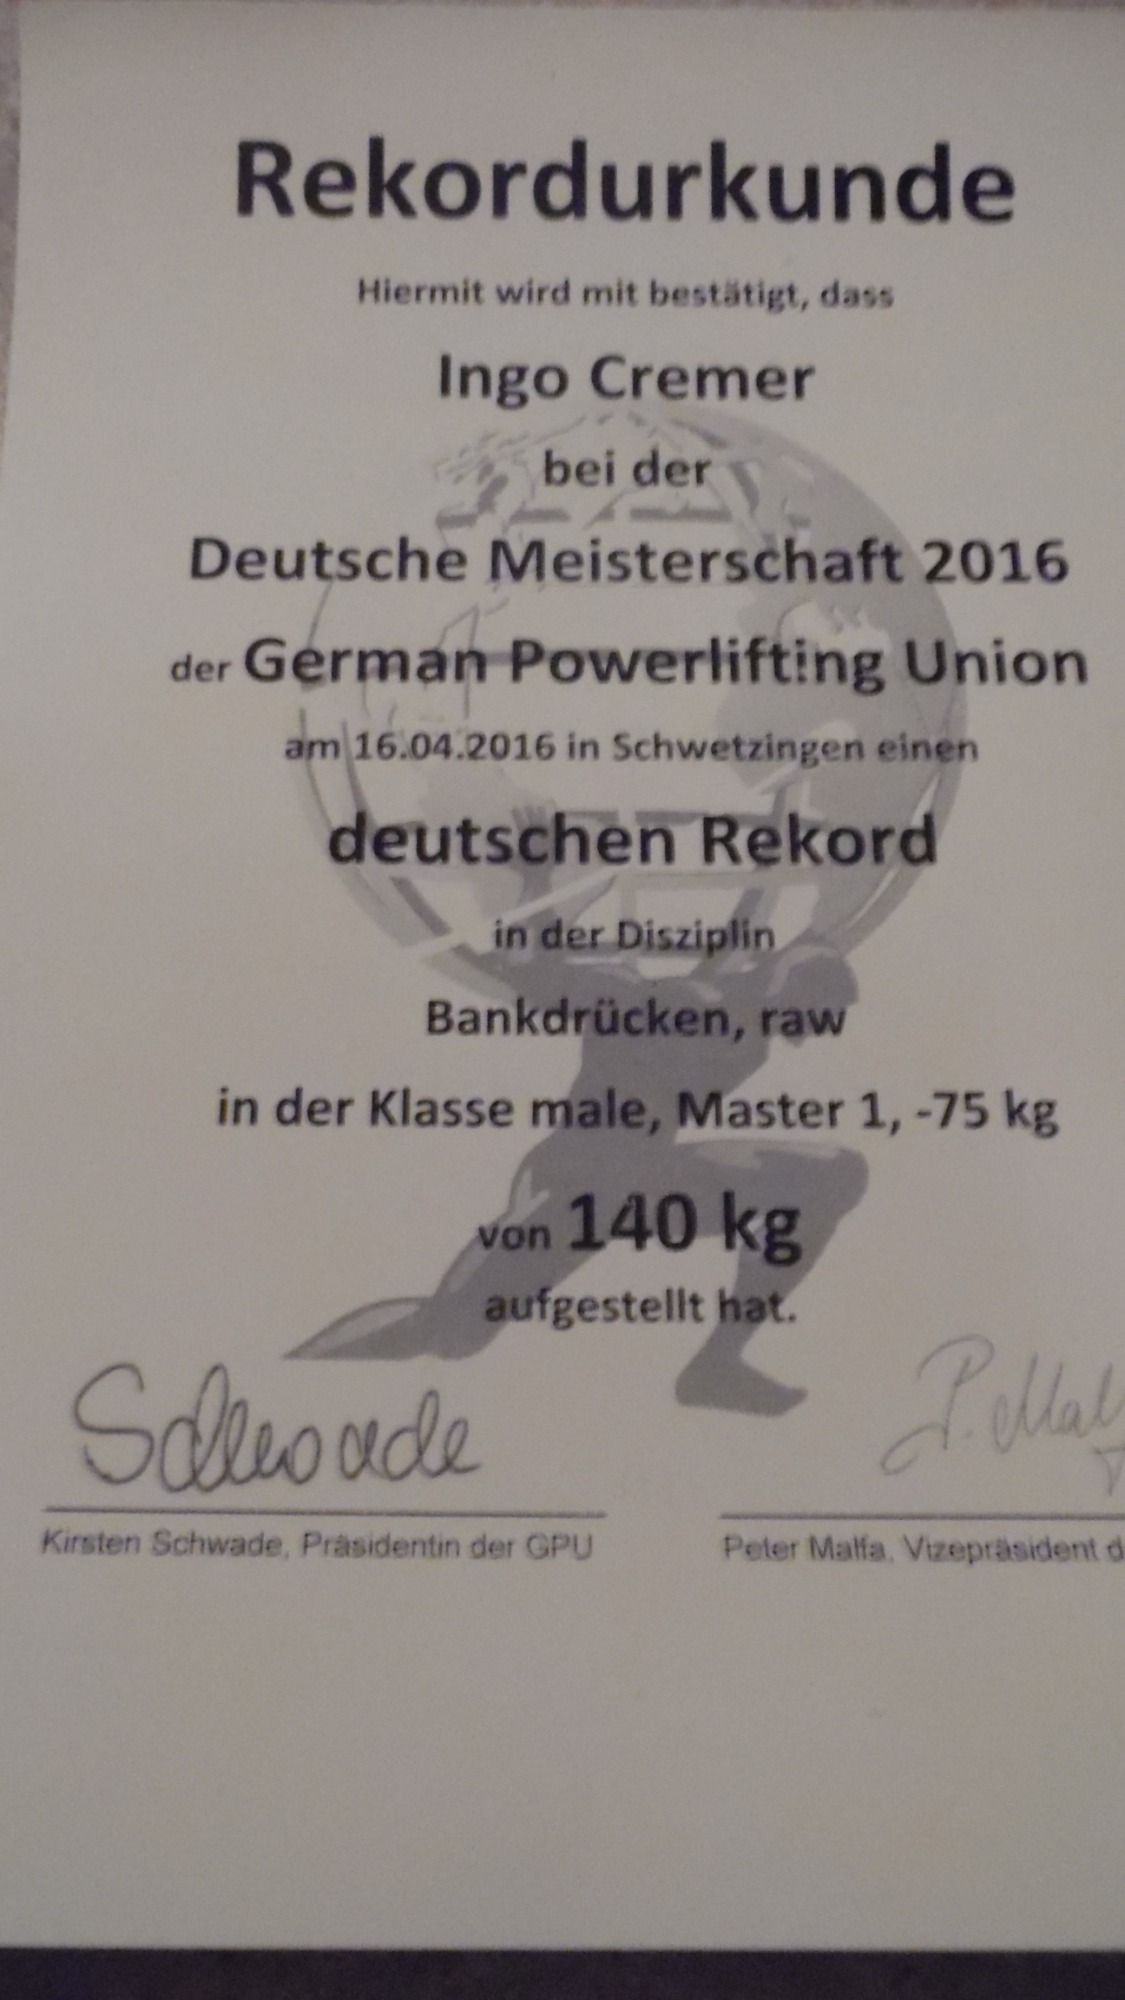 Rekordurkunde
Hiermit wird mit bestätigt, dass
Ingo Cremer
bei der
Deutsche Meisterschaft 2016
der German Powerlifting Union
am 16.04.2016 in Schwetzingen einen
deutschen Rekord
in der Disziplin
Bankdrücken, raw
in der Klasse male, Master 1, -75 kg
von 140 kg
aufgestellt hat.
Schwade P. Mal
Kirsten Schwade, Präsidentin der GPU Peter Malfa, Vizepräsident d